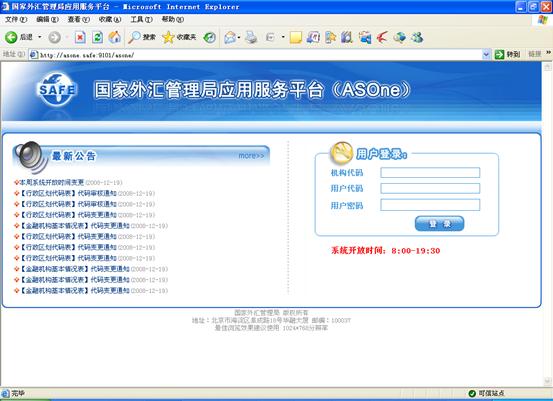 国家外汇管理局应用服务平台 - Microsoft Internet Explorer
文件(F) 编辑(E) 查看(V) 收藏(A) 工具(T) 帮助(H)
后退 搜索 收藏夹
地址(D) http://asone.safe:9101/asone/ 转到 链接 »
SAFE 国家外汇管理局应用服务平台（ASOne）
最新公告 more>>
本周系统开放时间变更(2008-12-19)
【行政区划代码表】代码审核通知(2008-12-19)
【行政区划代码表】代码审核通知(2008-12-19)
【行政区划代码表】代码变更通知(2008-12-19)
【金融机构基本情况表】代码变更通知(2008-12-19)
【行政区划代码表】代码变更通知(2008-12-19)
【行政区划代码表】代码变更通知(2008-12-19)
【行政区划代码表】代码变更通知(2008-12-19)
【金融机构基本情况表】代码变更通知(2008-12-19)
【金融机构基本情况表】代码变更通知(2008-12-19)
【金融机构基本情况表】代码变更通知(2008-12-19)
用户登录：
机构代码
用户代码
用户密码
登 录
系统开放时间：8:00-19:30
国家外汇管理局 版权所有
地址：北京市海淀区阜成路18号华融大厦 邮编：100037
最佳浏览效果建议使用 1024*768分辨率
完毕 可信站点